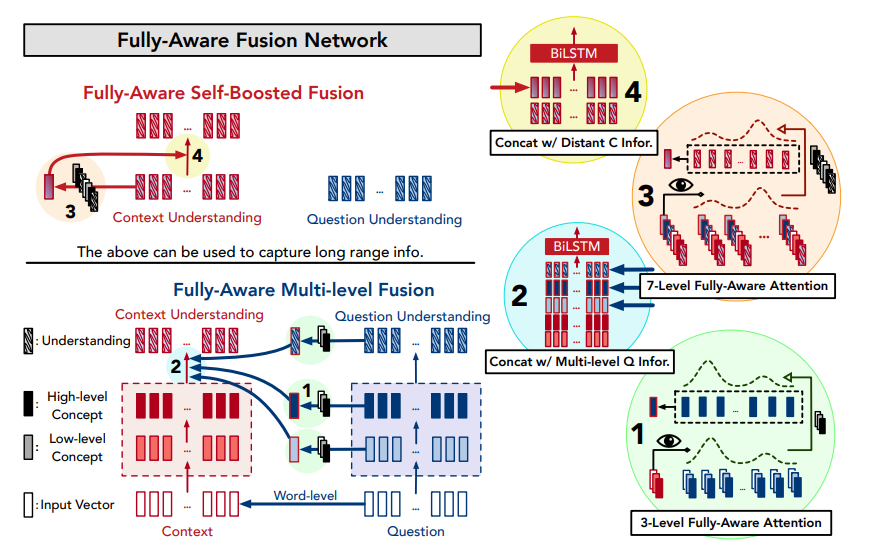 Fully-Aware Fusion Network
Fully-Aware Self-Boosted Fusion
...
4
3
...
...
Context Understanding
Question Understanding
The above can be used to capture long range info.
Fully-Aware Multi-level Fusion
Context Understanding
Question Understanding
: Understanding
...
...
2
1
: High-level
Concept
...
...
: Low-level
Concept
...
...
: Input Vector
...
Word-level
...
Context
Question
BiLSTM
...
4
...
Concat w/ Distant C Infor.
...
3
...
7-Level Fully-Aware Attention
BiLSTM
...
2
...
...
...
...
Concat w/ Multi-level Q Infor.
...
1
...
3-Level Fully-Aware Attention